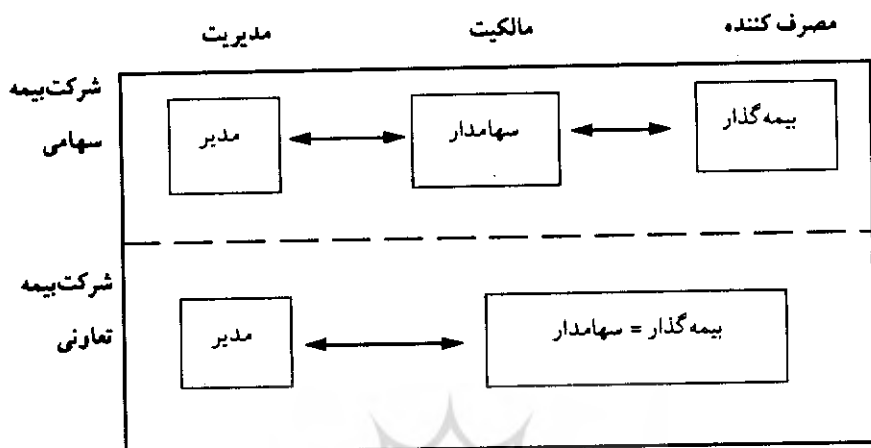 مصرف کننده
مالکیت
مدیریت
شرکت‌بیمه
سهامی
بیمه‌گذار
سهامدار
مدیر
شرکت‌بیمه
تعاونی
بیمه‌گذار = سهامدار
مدیر